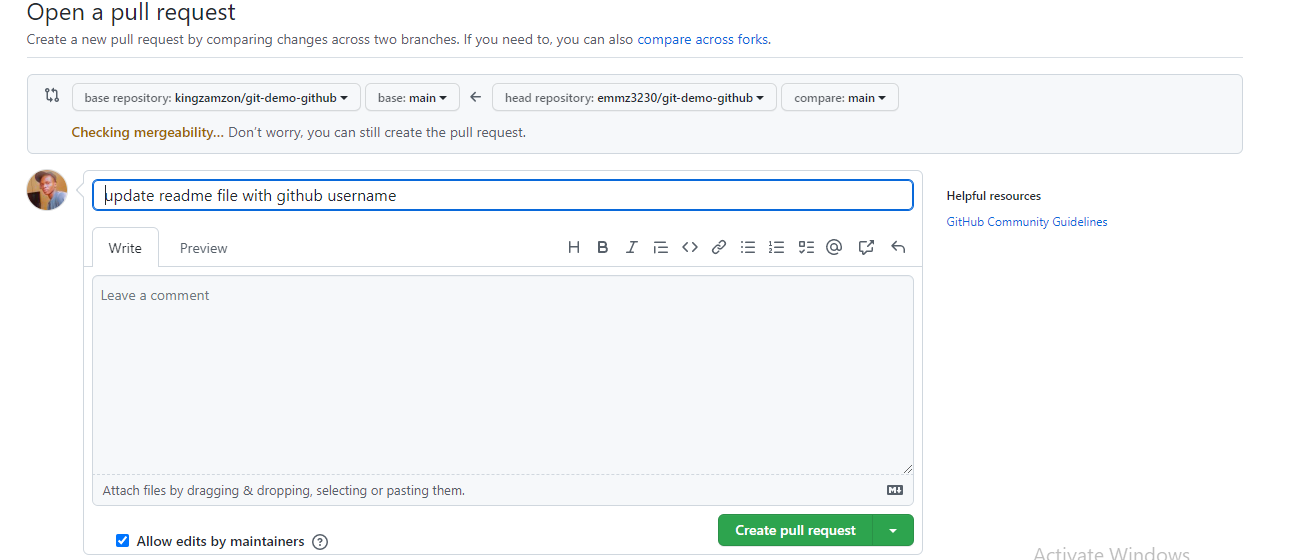 Open a pull request
Create a new pull request by comparing changes across two branches. If you need to, you can also compare across forks.
base repository: kingzamzon/git-demo-github base: main ← head repository: emmz3230/git-demo-github compare: main
Checking mergeability... Don't worry, you can still create the pull request.
update readme file with github username
Helpful resources
GitHub Community Guidelines
Write Preview
Leave a comment
Attach files by dragging & dropping, selecting or pasting them.
Create pull request
Allow edits by maintainers
Activate Windows